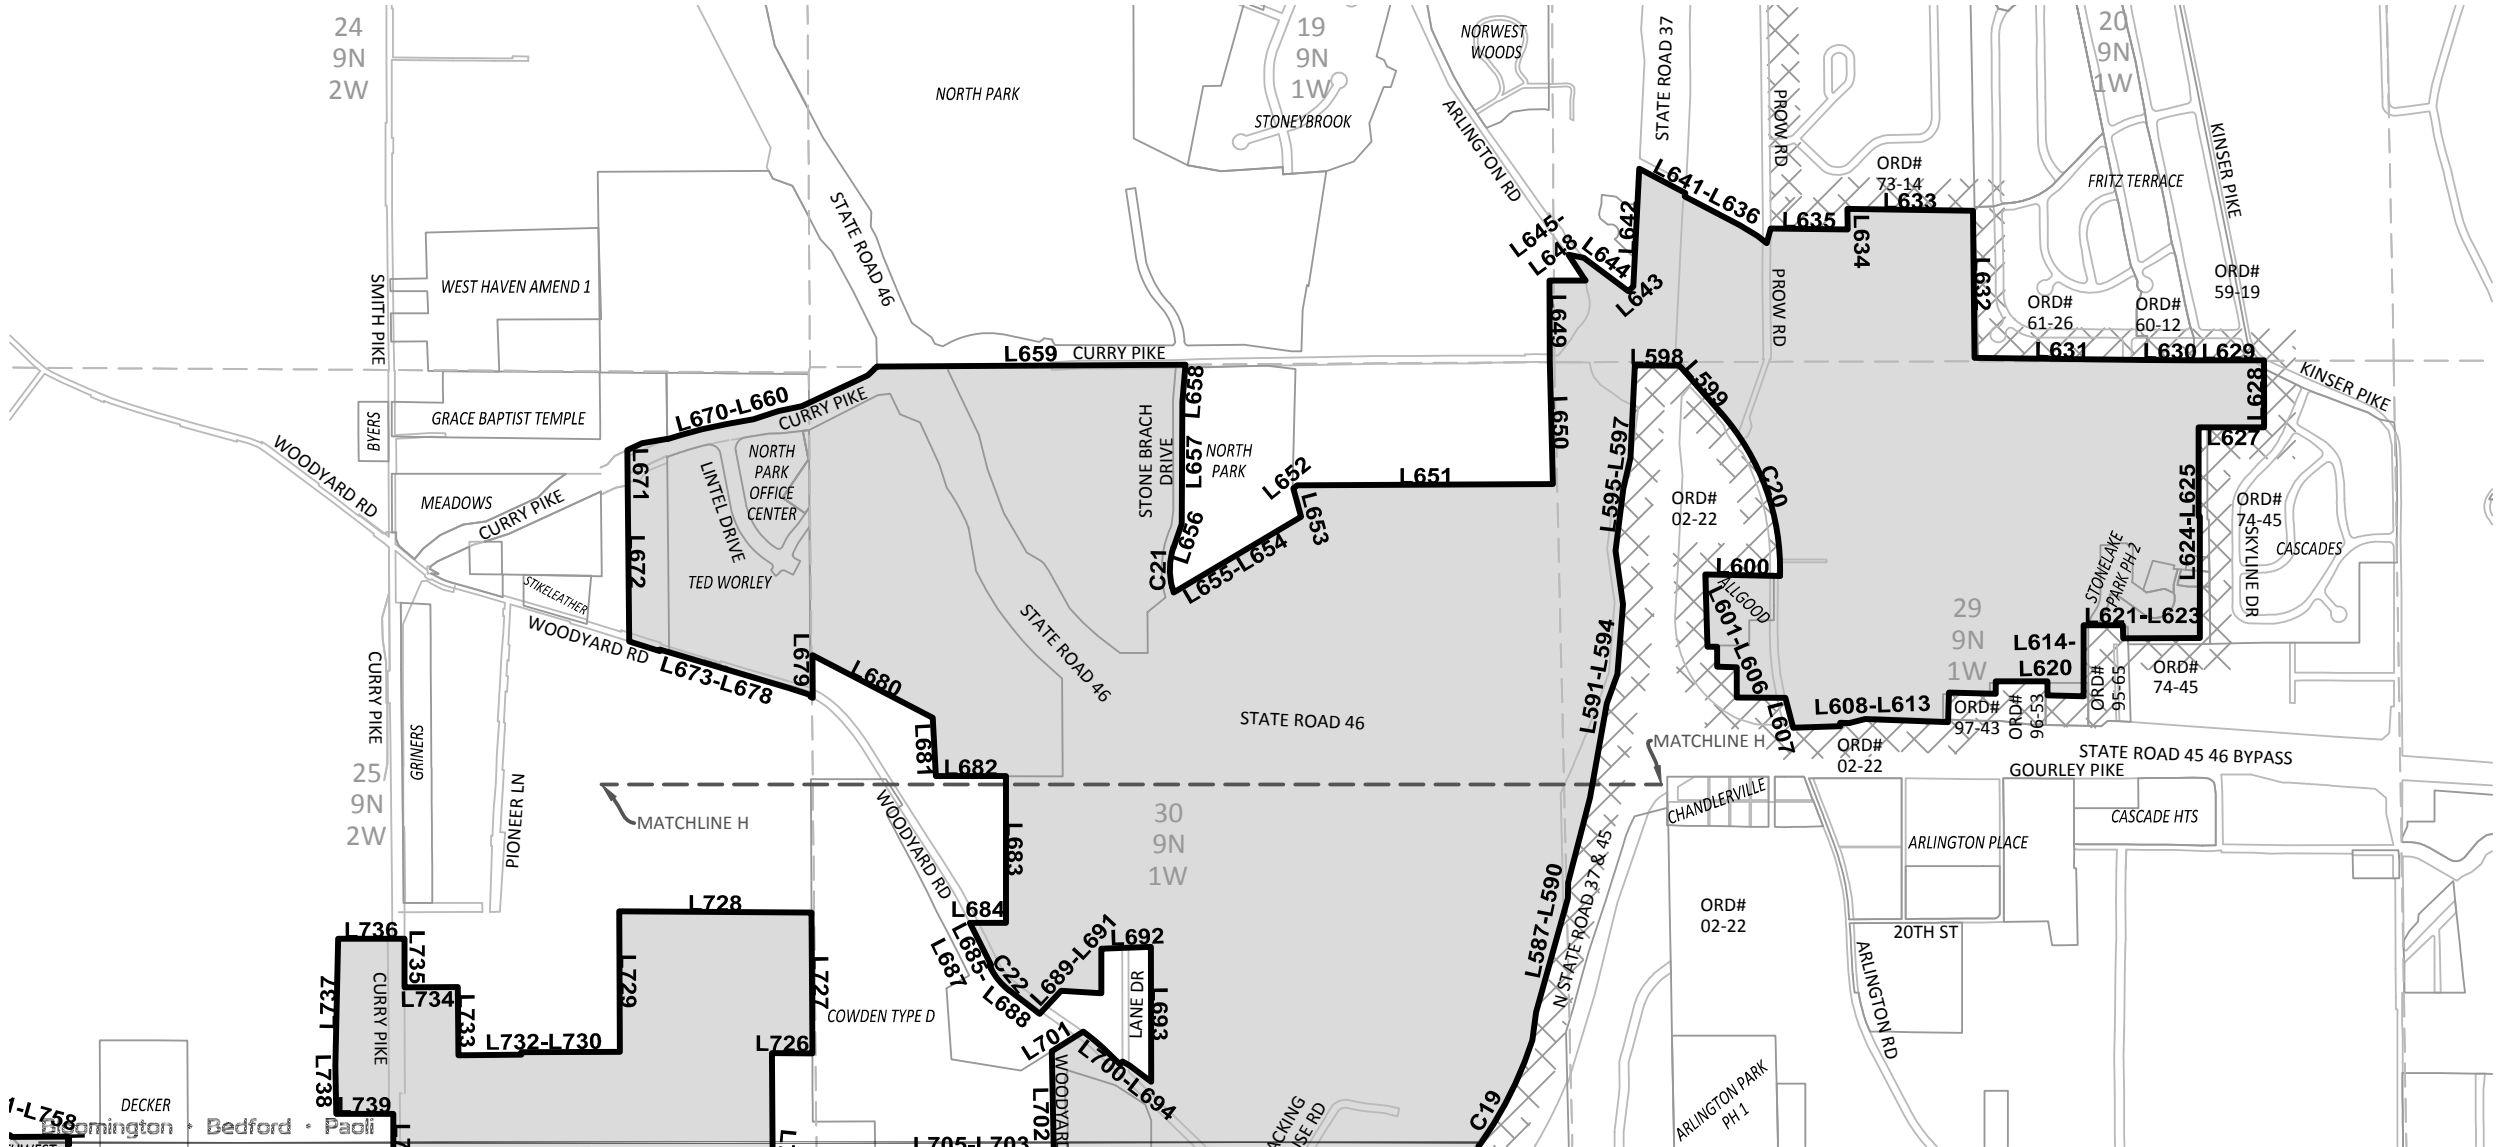 24
9N
2W
19
9N
1W
20
9N
1W
NORWEST
WOODS
STATE ROAD 37
NORTH PARK
STONEYBROOK
ARLINGTON RD
PROW RD
KINSER PIKE
ORD#
73-14
FRITZ TERRACE
L641-L636
L642
L633
L635
L634
STATE ROAD 46
L645-
L648
L644
L643
WEST HAVEN AMEND 1
SMITH PIKE
L632
ORD#
59-19
ORD#
61-26
ORD#
60-12
PROW RD
L649
L659
CURRY PIKE
L598
L631
L630
L629
KINSER PIKE
L599
L628
L658
L670-L660
CURRY PIKE
GRACE BAPTIST TEMPLE
BYERS
WOODYARD RD
STONE BRACH
DRIVE
L657
NORTH
PARK
L650
L595-L597
L627
NORTH
PARK
OFFICE
CENTER
L671
LINTEL DRIVE
L652
L651
L653
C20
ORD#
02-22
L624-L625
ORD#
74-45
MEADOWS
CURRY PIKE
L656
L655-L654
C21
SKYLINE DR
CASCADES
STONELAKE
PARK PH 2
L672
TED WORLEY
STIKELEATHER
L600
ALLGOOD
L601-L606
29
9N
1W
L621-L623
WOODYARD RD
L673-L678
L679
L680
STATE ROAD 46
L591-L594
L614-
L620
ORD#
95-65
ORD#
74-45
CURRY PIKE
GRINERS
STATE ROAD 46
L607
L608-L613
ORD#
97-43
ORD#
96-53
L681
L682
MATCHLINE H
ORD#
02-22
STATE ROAD 45 46 BYPASS
GOURLEY PIKE
25
9N
2W
PIONEER LN
MATCHLINE H
WOODYARD RD
30
9N
1W
L683
CHANDLERVILLE
ARLINGTON PLACE
CASCADE HTS
N STATE ROAD 37 & 45
L587-L590
L728
L684
ORD#
02-22
20TH ST
L736
L735
L685-
L687
C22
L688
L689-L691
L692
ARLINGTON RD
L737
CURRY PIKE
L734
L733
L729
L727
COWDEN TYPE D
LANE DR
L693
L732-L730
L726
L701
L700-L694
L738
L739
DECKER
L702
C19
ARLINGTON PARK
PH 1
Bloomington · Bedford · Paoli
L705-L703